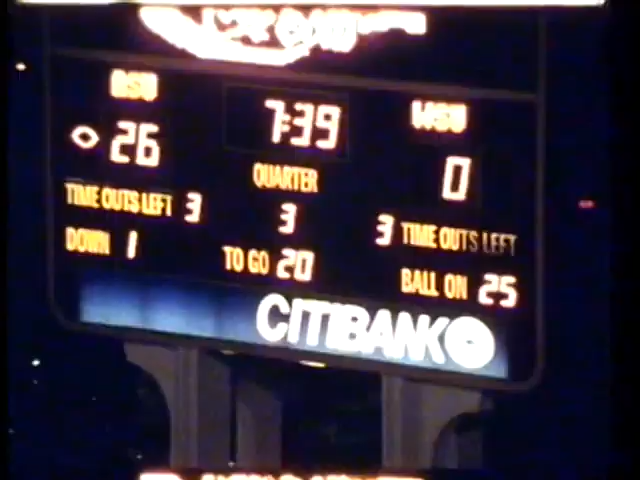 WSU
7:39
26
0
QUARTER
TIME OUTS LEFT 3
3
3 TIME OUTS LEFT
DOWN 1
TO GO 20
BALL ON 25
CITIBANK